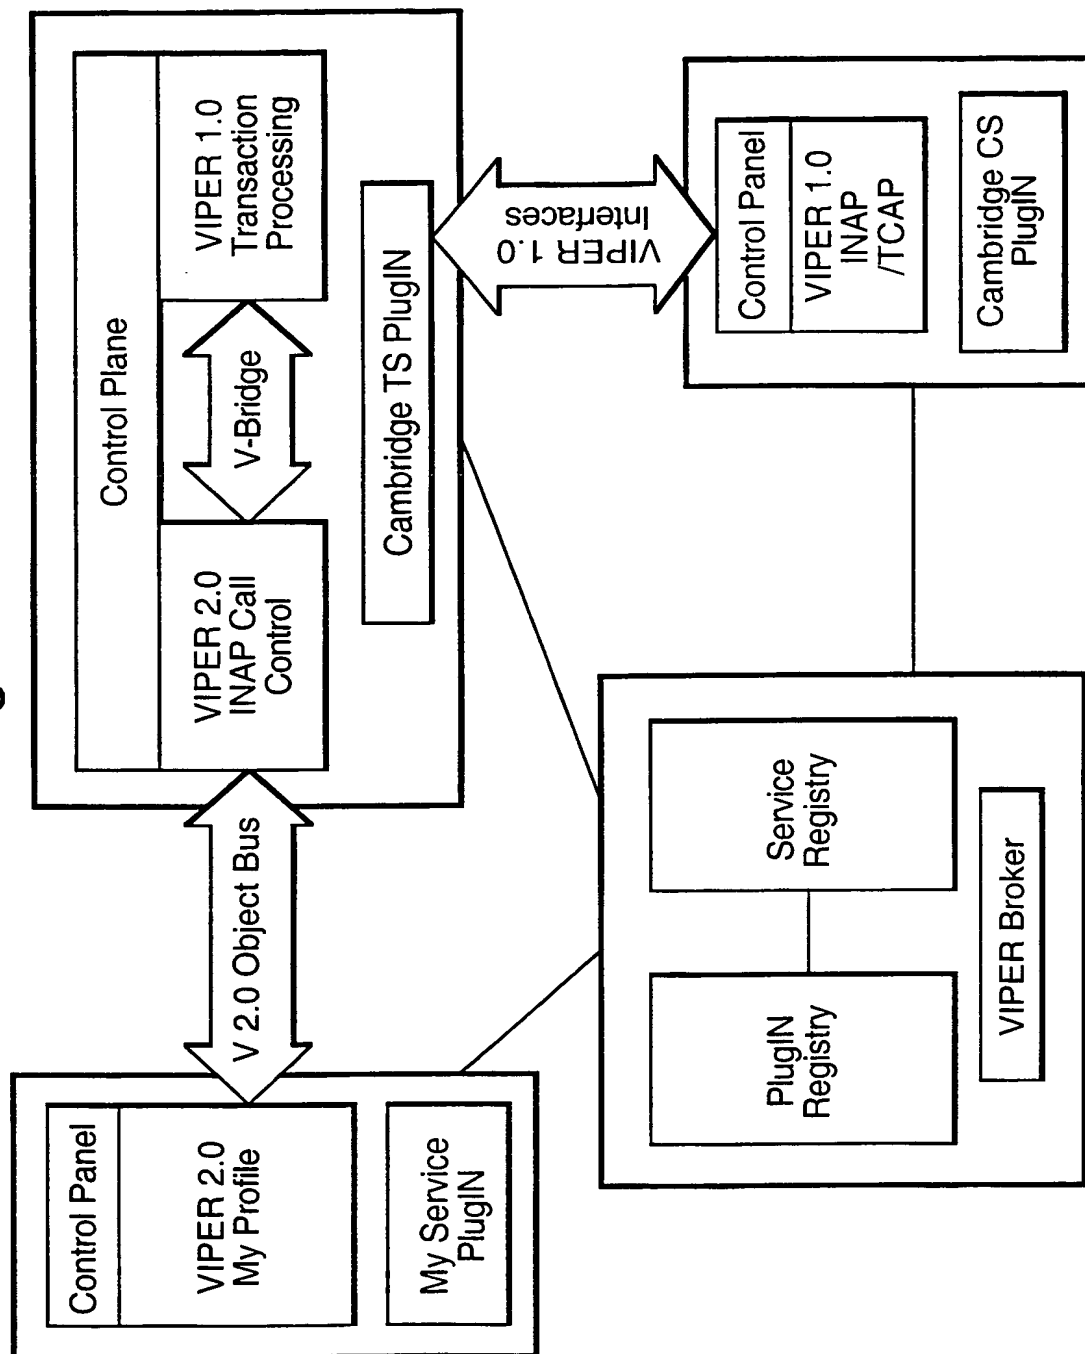 Control Panel
VIPER 2.0
My Profile
My Service
PlugIN
V 2.0 Object Bus
Control Plane
VIPER 2.0
INAP Call
Control
V-Bridge
VIPER 1.0
Transaction
Processing
Cambridge TS PlugIN
VIPER 1.0
Interfaces
PlugIN
Registry
Service
Registry
VIPER Broker
Control Panel
VIPER 1.0
INAP
/TCAP
Cambridge CS
PlugIN